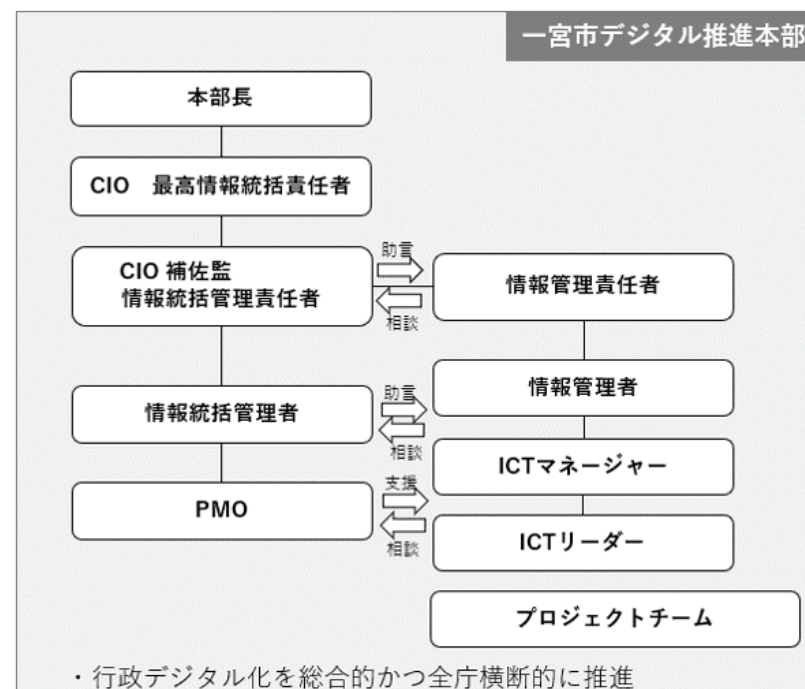 一宮市デジタル推進本部
本部長
CIO 最高情報統括責任者
CIO 補佐監
情報統括管理責任者
助言
相談
情報管理責任者
情報管理者
情報統括管理者
助言
相談
ICTマネージャー
支援
PMO
相談
ICTリーダー
プロジェクトチーム
・行政デジタル化を総合的かつ全庁横断的に推進